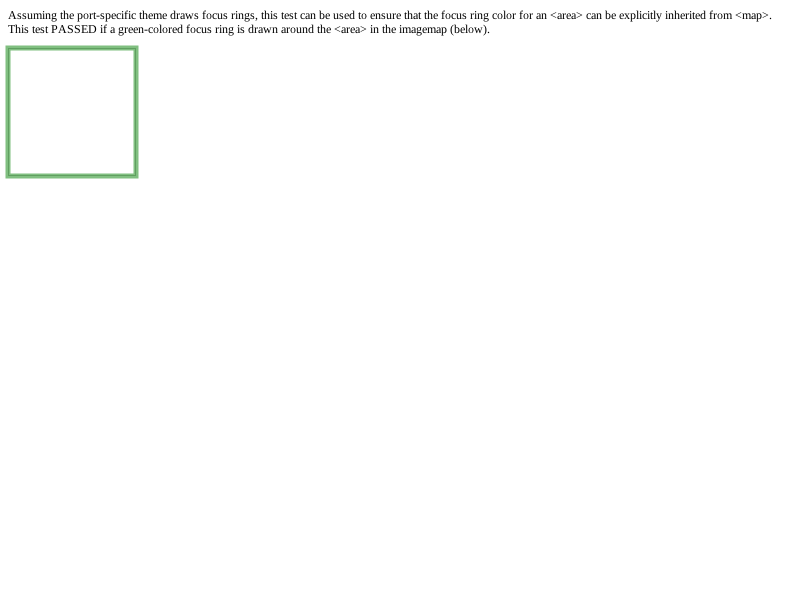 Assuming the port-specific theme draws focus rings, this test can be used to ensure that the focus ring color for an <area> can be explicitly inherited from <map>.
This test PASSED if a green-colored focus ring is drawn around the <area> in the imagemap (below).